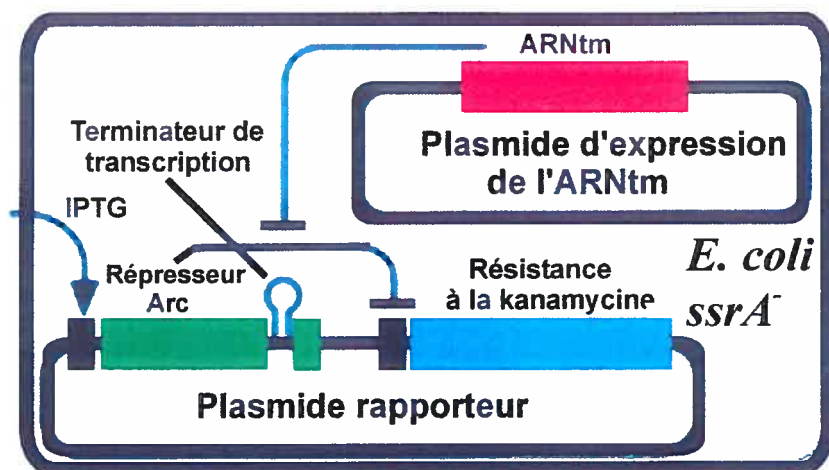 ARNtm
Terminateur de
transcription
Plasmide d'expression
de l'ARNtm
IPTG
Répresseur
Arc
Résistance
à la kanamycine
E. coli
ssrA-
Plasmide rapporteur